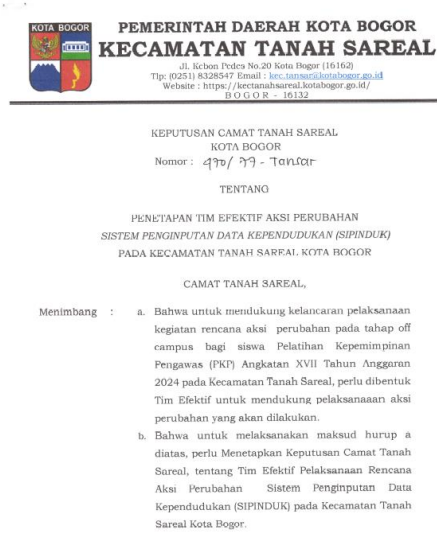 KOTA BOGOR
PEMERINTAH DAERAH KOTA BOGOR
KECAMATAN TANAH SAREAL
Jl. Kebon Pedes No.20 Kota Bogor (16162)
Tlp: (0251) 8328547 Email : kec.tansar@kotabogor.go.id
Website : https://kectanahsareal.kotabogor.go.id/
B O G O R - 16132
KEPUTUSAN CAMAT TANAH SAREAL
KOTA BOGOR
Nomor : 490/ 79 - Tansar
TENTANG
PENETAPAN TIM EFEKTIF AKSI PERUBAHAN
SISTEM PENGINPUTAN DATA KEPENDUDUKAN (SIPINDUK)
PADA KECAMATAN TANAH SAREAL KOTA BOGOR
CAMAT TANAH SAREAL,
Menimbang : a. Bahwa untuk mendukung kelancaran pelaksanaan
kegiatan rencana aksi perubahan pada tahap off
campus bagi siswa Pelatihan Kepemimpinan
Pengawas (PKP) Angkatan XVII Tahun Anggaran
2024 pada Kecamatan Tanah Sareal, perlu dibentuk
Tim Efektif untuk mendukung pelaksanaaan aksi
perubahan yang akan dilakukan.
b. Bahwa untuk melaksanakan maksud hurup a
diatas, perlu Menetapkan Keputusan Camat Tanah
Sareal, tentang Tim Efektif Pelaksanaan Rencana
Aksi Perubahan Sistem Penginputan Data
Kependudukan (SIPINDUK) pada Kecamatan Tanah
Sareal Kota Bogor.